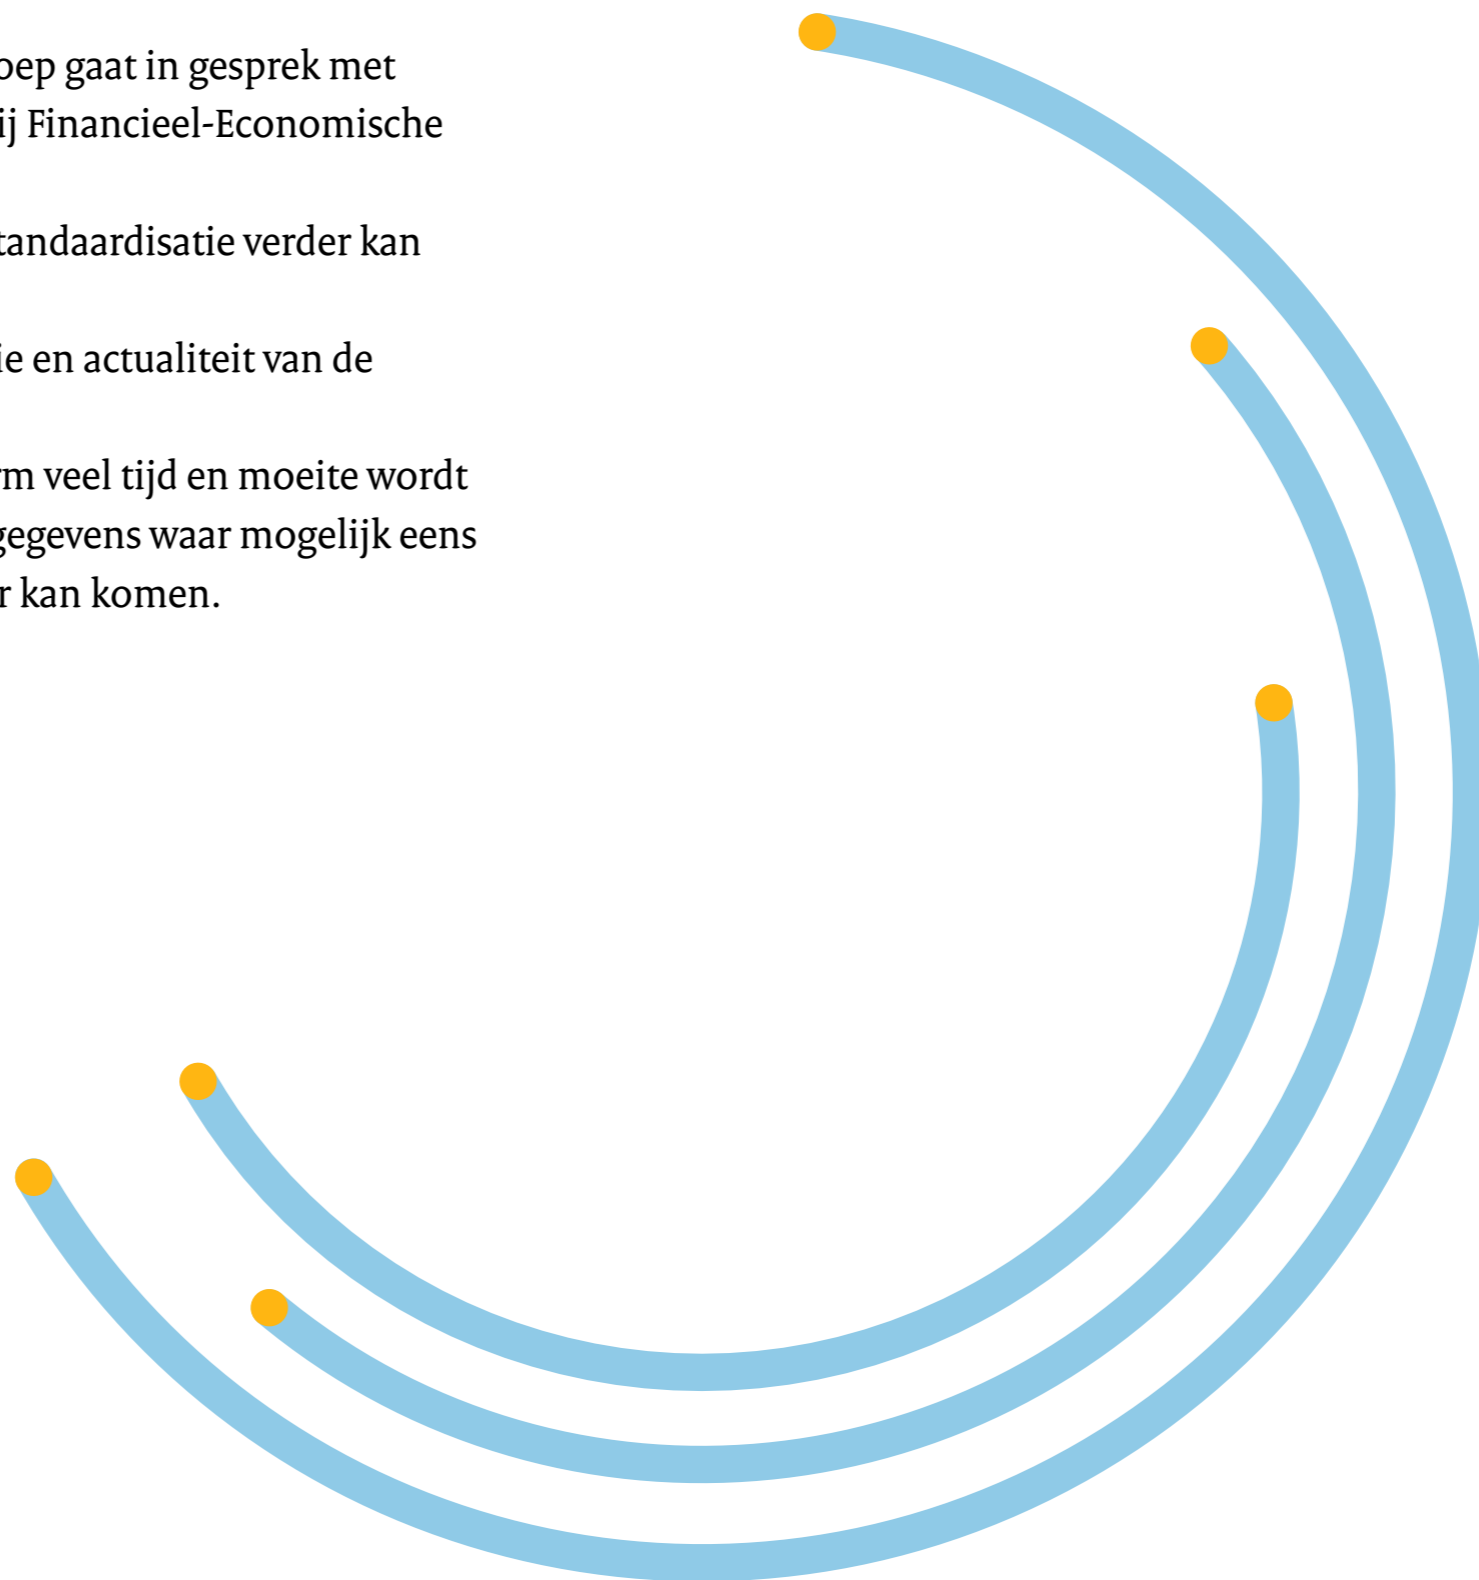 oep gaat in gesprek met
ij Financieel-Economische
tandaardisatie verder kan
ie en actualiteit van de
rm veel tijd en moeite wordt
gegevens waar mogelijk eens
r kan komen.